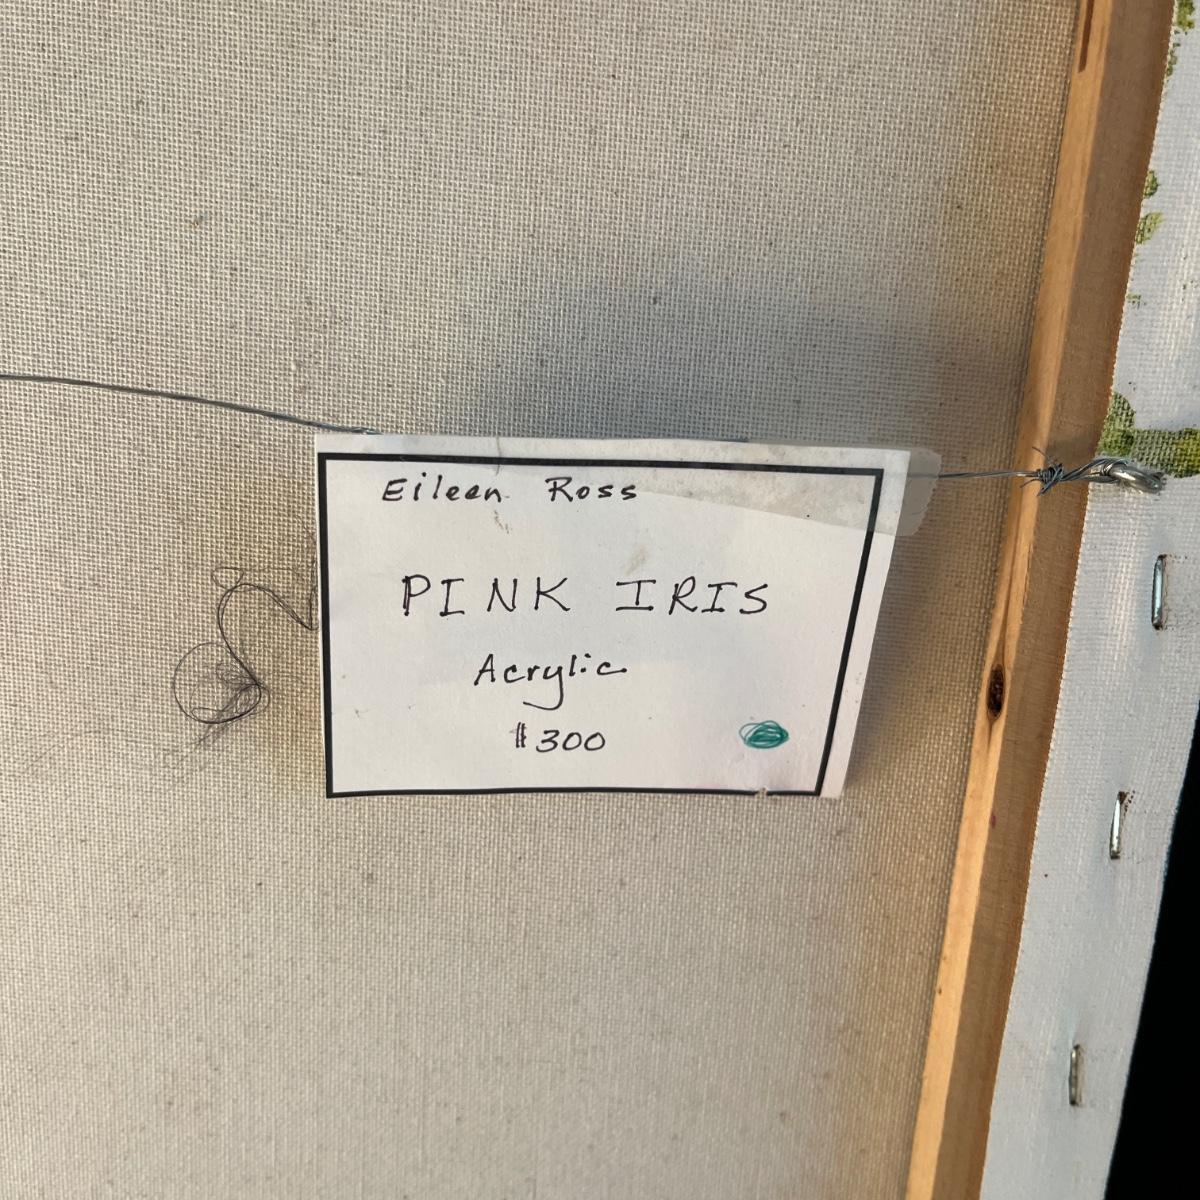 Eileen Ross
PINK IRIS
Acrylic
$300